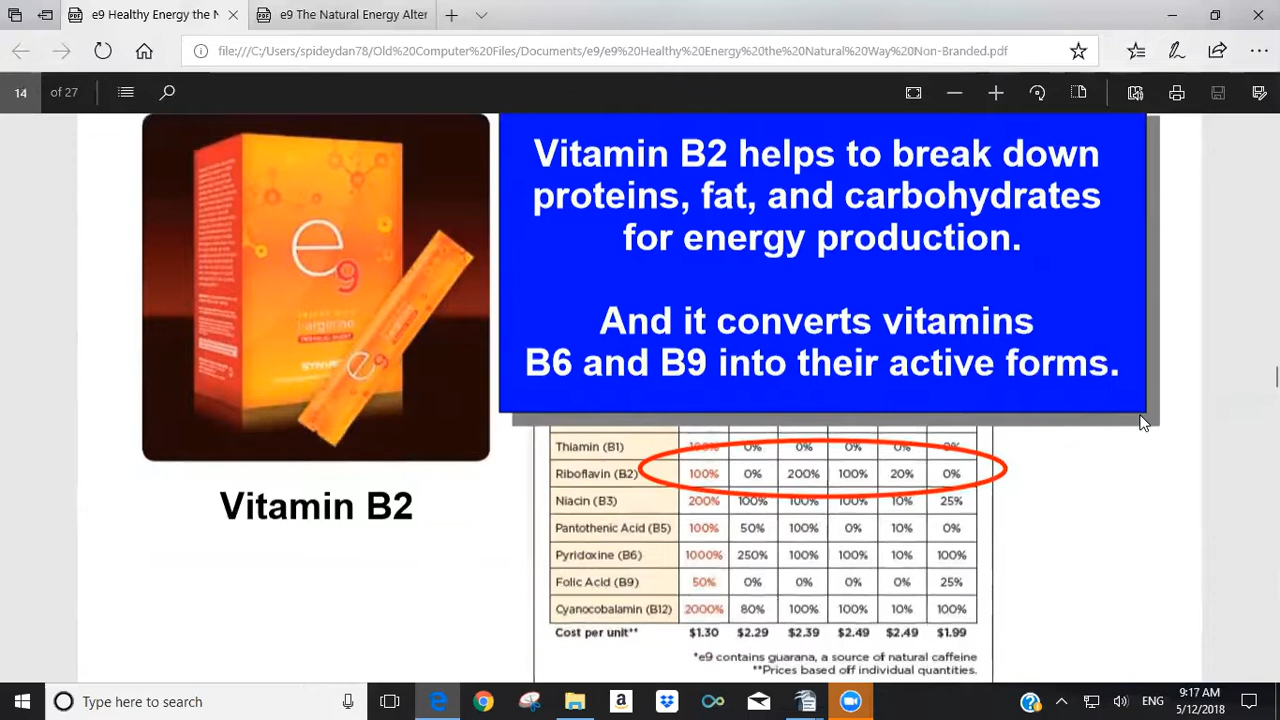 e9 Healthy Energy the N
e9 The Natural Energy Alter
file:///C:/Users/spideydan78/Old%20Computer%20Files/Documents/e9/e9%20Healthy%20Energy%20the%20Natural%20Way%20Non-Branded.pdf
14 of 27
Vitamin B2 helps to break down
proteins, fat, and carbohydrates
for energy production.
And it converts vitamins
B6 and B9 into their active forms.
e9
l-arginine
e9
Vitamin B2
Thiamin (B1) 100% 0% 0% 0% 0% 0%
Riboflavin (B2) 100% 0% 200% 100% 20% 0%
Niacin (B3) 200% 100% 100% 100% 10% 25%
Pantothenic Acid (B5) 100% 50% 100% 0% 10% 0%
Pyridoxine (B6) 1000% 250% 100% 100% 10% 100%
Folic Acid (B9) 50% 0% 0% 0% 0% 25%
Cyanocobalamin (B12) 2000% 80% 100% 100% 10% 100%
Cost per unit** $1.30 $2.29 $2.39 $2.49 $2.49 $1.99
*e9 contains guarana, a source of natural caffeine
**Prices based off individual quantities.
Type here to search
ENG
9:17 AM
5/12/2018